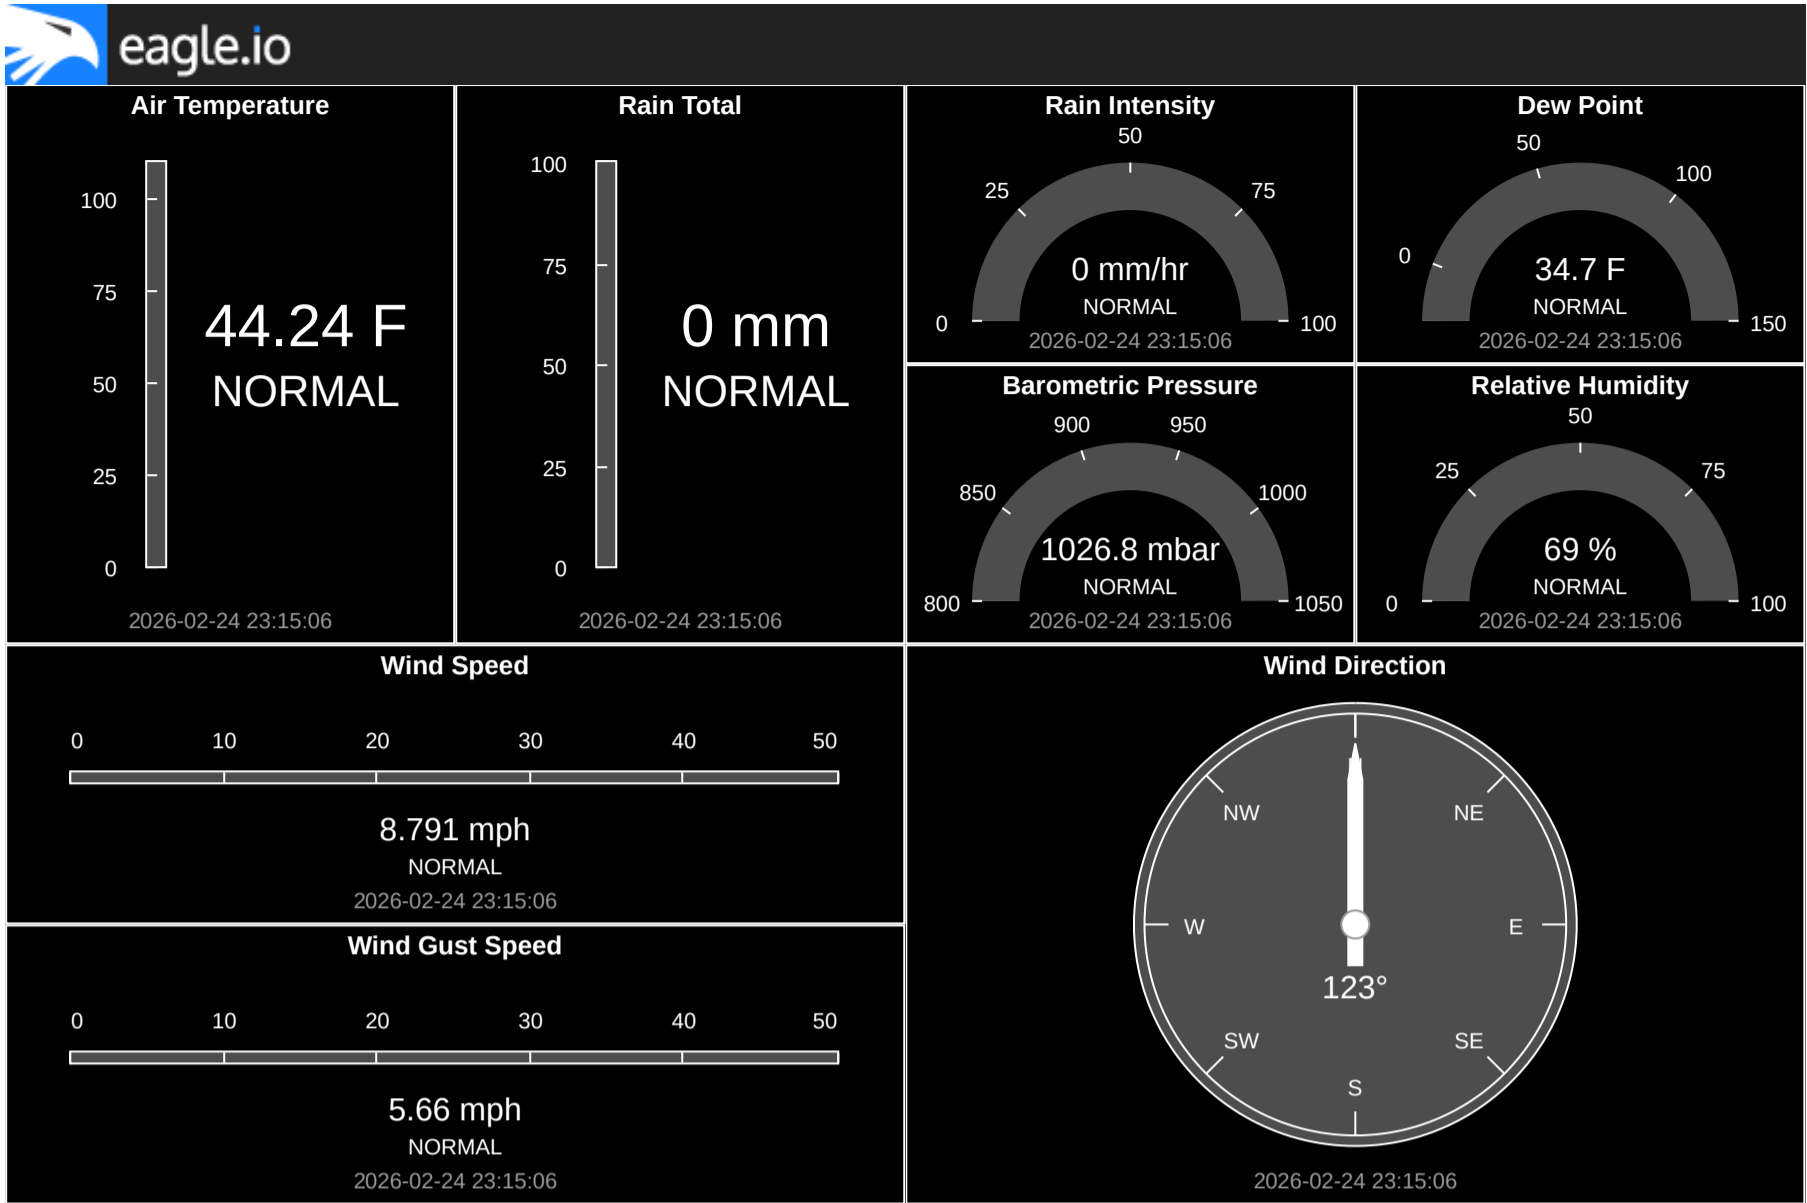 eagle.io
Air Temperature
100
75
50
25
0
44.24 F
NORMAL
2026-02-24 23:15:06
Rain Total
100
75
50
25
0
0 mm
NORMAL
2026-02-24 23:15:06
Rain Intensity
0
25
50
75
100
0 mm/hr
NORMAL
2026-02-24 23:15:06
Dew Point
0
50
100
150
34.7 F
NORMAL
2026-02-24 23:15:06
Barometric Pressure
800
850
900
950
1000
1050
1026.8 mbar
NORMAL
2026-02-24 23:15:06
Relative Humidity
0
25
50
75
100
69 %
NORMAL
2026-02-24 23:15:06
Wind Speed
0 10 20 30 40 50
8.791 mph
NORMAL
2026-02-24 23:15:06
Wind Gust Speed
0 10 20 30 40 50
5.66 mph
NORMAL
2026-02-24 23:15:06
Wind Direction
NW NE
W E
123°
SW SE
S
2026-02-24 23:15:06